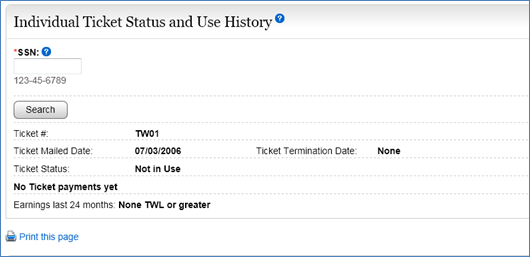 Individual Ticket Status and Use History ?
*SSN: ?
123-45-6789
Search
Ticket #: TW01
Ticket Mailed Date: 07/03/2006 Ticket Termination Date: None
Ticket Status: Not in Use
No Ticket payments yet
Earnings last 24 months: None TWL or greater
Print this page